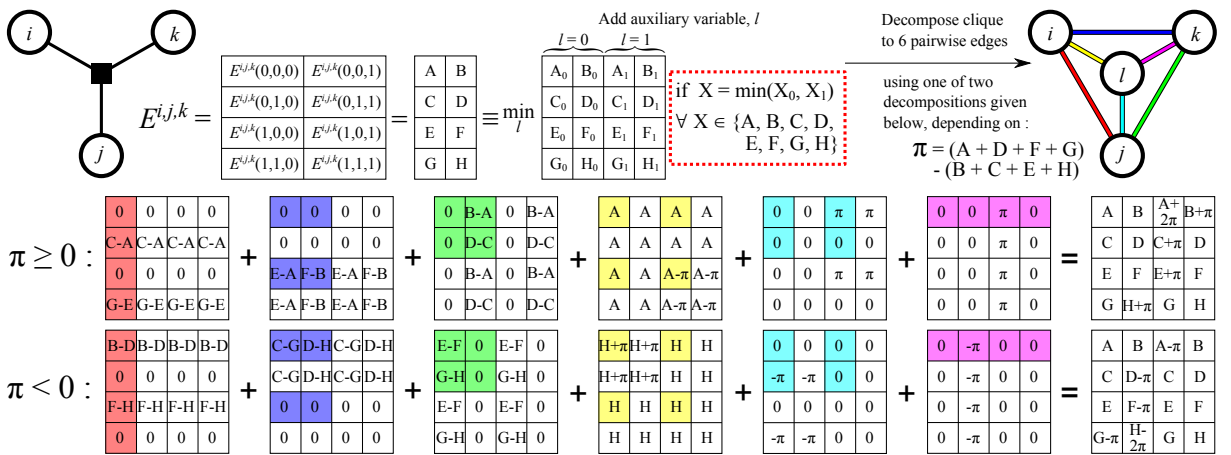 Add auxiliary variable, l
l = 0 l = 1
Decompose clique
to 6 pairwise edges
using one of two
decompositions given
below, depending on :
π = (A + D + F + G)
- (B + C + E + H)
i k j
i k l j
E^{i,j,k} =
E^{i,j,k}(0,0,0) E^{i,j,k}(0,0,1)
E^{i,j,k}(0,1,0) E^{i,j,k}(0,1,1)
E^{i,j,k}(1,0,0) E^{i,j,k}(1,0,1)
E^{i,j,k}(1,1,0) E^{i,j,k}(1,1,1)
=
A B
C D
E F
G H
≡ min
l
A₀ B₀ A₁ B₁
C₀ D₀ C₁ D₁
E₀ F₀ E₁ F₁
G₀ H₀ G₁ H₁
if X = min(X₀, X₁)
∀ X ∈ {A, B, C, D,
E, F, G, H}
π ≥ 0 :
0 0 0 0
C-A C-A C-A C-A
0 0 0 0
G-E G-E G-E G-E
+
0 0 0 0
0 0 0 0
E-A F-B E-A F-B
E-A F-B E-A F-B
+
0 B-A 0 B-A
0 D-C 0 D-C
0 B-A 0 B-A
0 D-C 0 D-C
+
A A A A
A A A A
A A A-π A-π
A A A-π A-π
+
0 0 π π
0 0 0 0
0 0 π π
0 0 0 0
+
0 0 π 0
0 0 π 0
0 0 π 0
0 0 π 0
=
A B A+2π B+π
C D C+π D
E F E+π F
G H+π G H
π < 0 :
B-D B-D B-D B-D
0 0 0 0
F-H F-H F-H F-H
0 0 0 0
+
C-G D-H C-G D-H
C-G D-H C-G D-H
0 0 0 0
0 0 0 0
+
E-F 0 E-F 0
G-H 0 G-H 0
E-F 0 E-F 0
G-H 0 G-H 0
+
H+π H+π H H
H+π H+π H H
H H H H
H H H H
+
0 0 0 0
-π -π 0 0
0 0 0 0
-π -π 0 0
+
0 -π 0 0
0 -π 0 0
0 -π 0 0
0 -π 0 0
=
A B A-π B
C D-π C D
E F-π E F
G-π H-2π G H